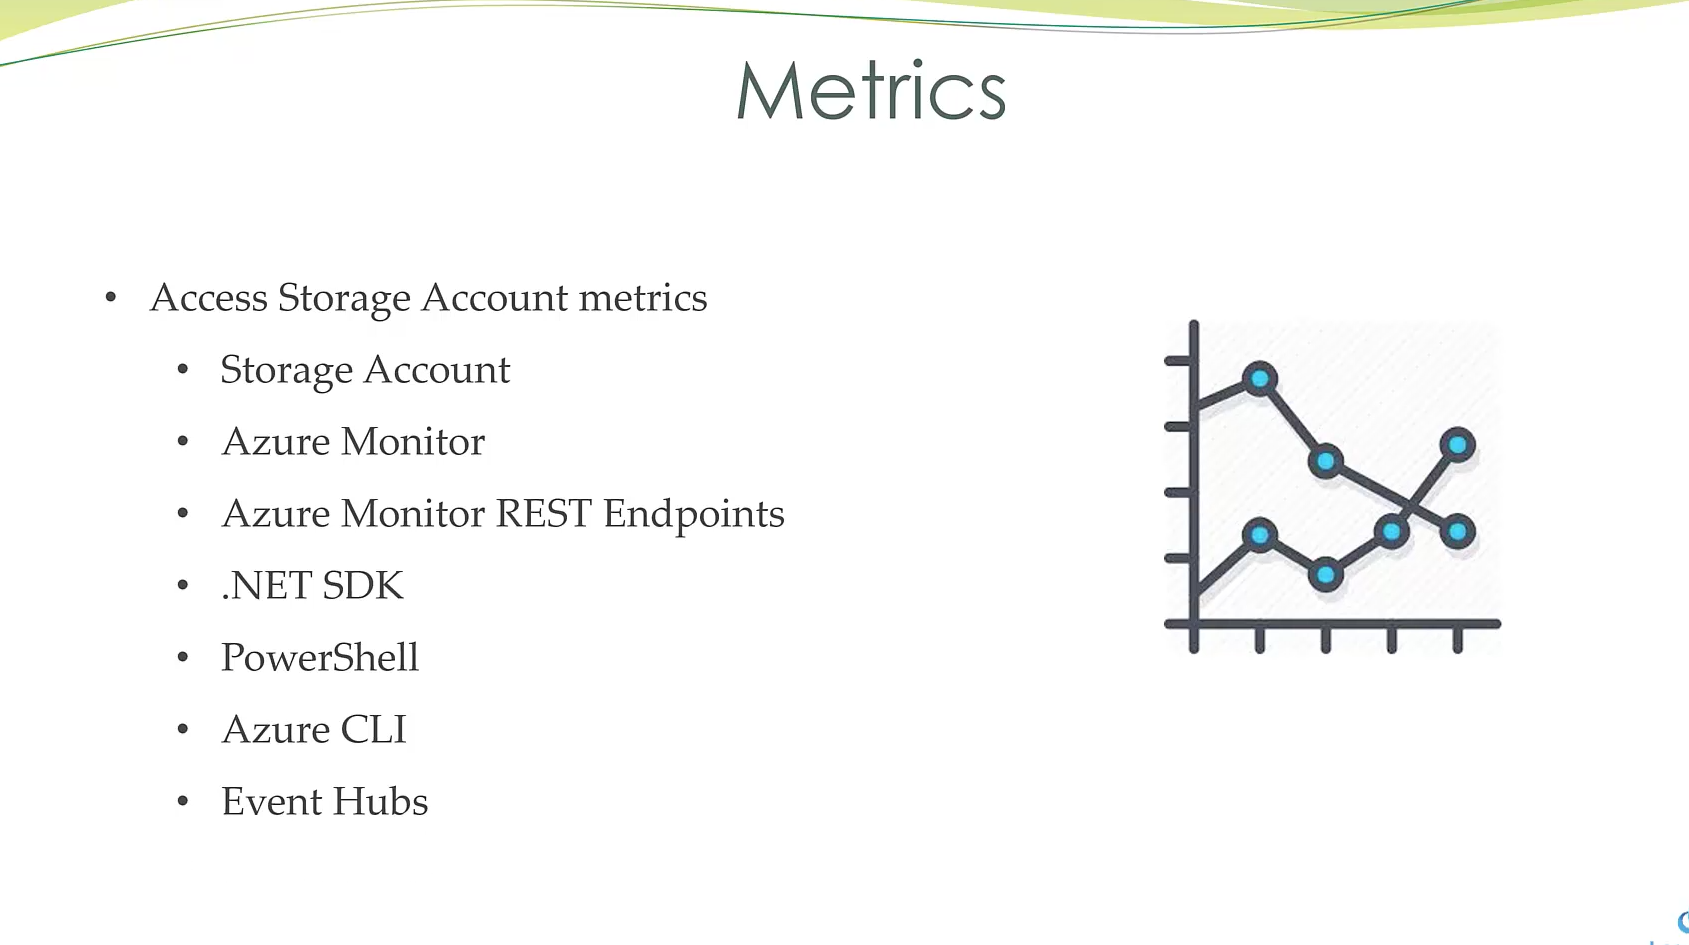 Metrics
• Access Storage Account metrics
• Storage Account
• Azure Monitor
• Azure Monitor REST Endpoints
• .NET SDK
• PowerShell
• Azure CLI
• Event Hubs